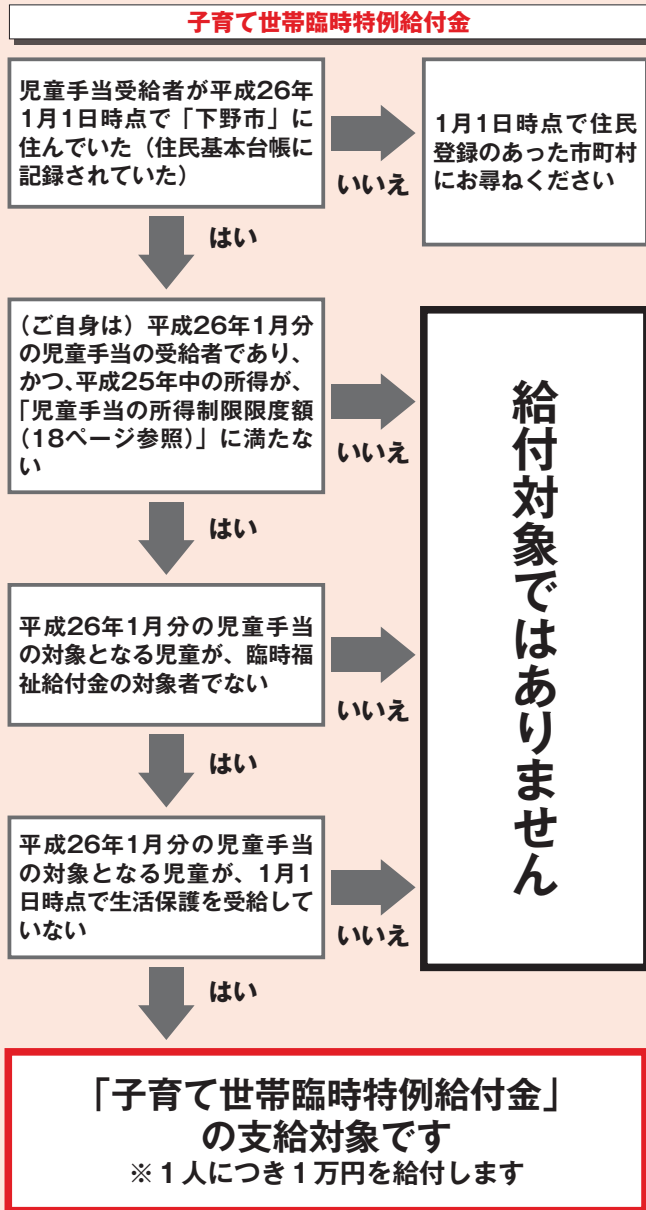 子育て世帯臨時特例給付金
児童手当受給者が平成26年
1月1日時点で「下野市」に
住んでいた（住民基本台帳に
記録されていた）
いいえ
1月1日時点で住民
登録のあった市町村
にお尋ねください
はい
（ご自身は）平成26年1月分
の児童手当の受給者であり、
かつ、平成25年中の所得が、
「児童手当の所得制限限度額
（18ページ参照）」に満たな
い
いいえ
給付対象ではありません
はい
平成26年1月分の児童手当
の対象となる児童が、臨時福
祉給付金の対象者でない
いいえ
はい
平成26年1月分の児童手当
の対象となる児童が、1月1
日時点で生活保護を受給して
いない
いいえ
はい
「子育て世帯臨時特例給付金」
の支給対象です
※１人につき１万円を給付します